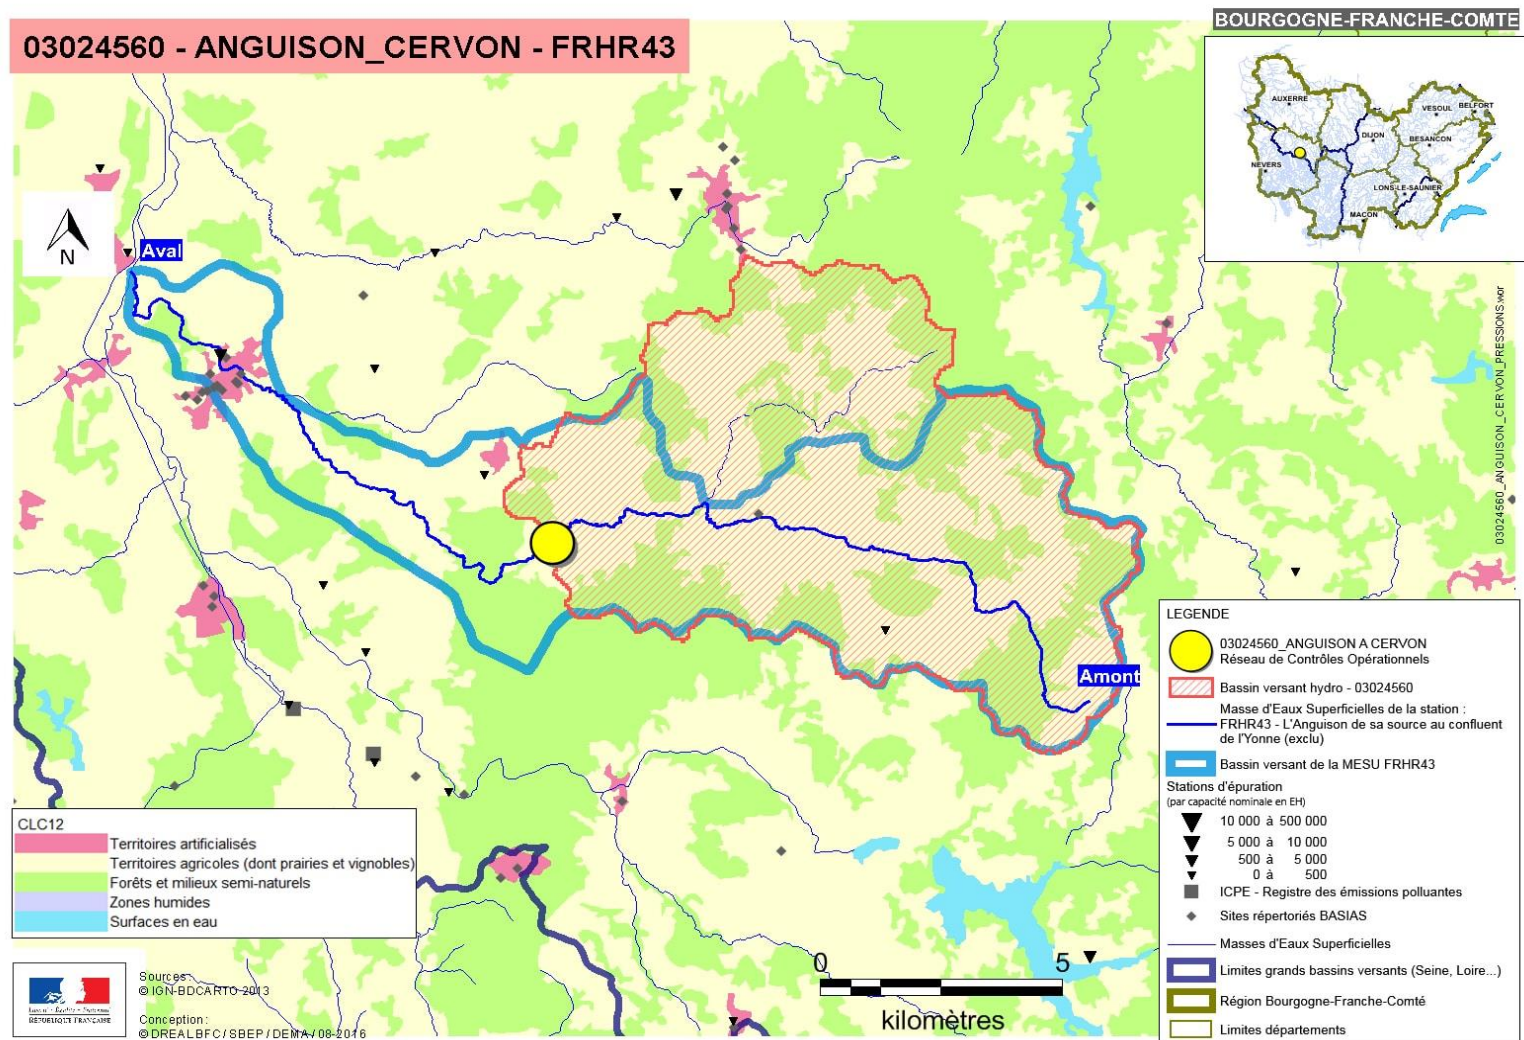 BOURGOGNE-FRANCHE-COMTE
03024560 - ANGUISON_CERVON - FRHR43
AUXERRE
VESOUL
BELFORT
DIJON
BESANCON
NEVERS
LONS-LE-SAUNIER
MACON
N
Aval
Amont
03024560_ANGUISON_CERVON_PRESSIONS.wor
LEGENDE
03024560_ANGUISON A CERVON
Réseau de Contrôles Opérationnels
Bassin versant hydro - 03024560
Masse d'Eaux Superficielles de la station :
FRHR43 - L'Anguison de sa source au confluent
de l'Yonne (exclu)
Bassin versant de la MESU FRHR43
Stations d'épuration
(par capacité nominale en EH)
10 000 à 500 000
5 000 à 10 000
500 à 5 000
0 à 500
ICPE - Registre des émissions polluantes
Sites répertoriés BASIAS
Masses d'Eaux Superficielles
Limites grands bassins versants (Seine, Loire...)
Région Bourgogne-Franche-Comté
Limites départements
CLC12
Territoires artificialisés
Territoires agricoles (dont prairies et vignobles)
Forêts et milieux semi-naturels
Zones humides
Surfaces en eau
0 5
kilomètres
Liberté • Égalité • Fraternité
RÉPUBLIQUE FRANÇAISE
Sources :
© IGN-BDCARTO 2013
Conception :
© DREAL BFC / SBEP / DEMA / 08-2016